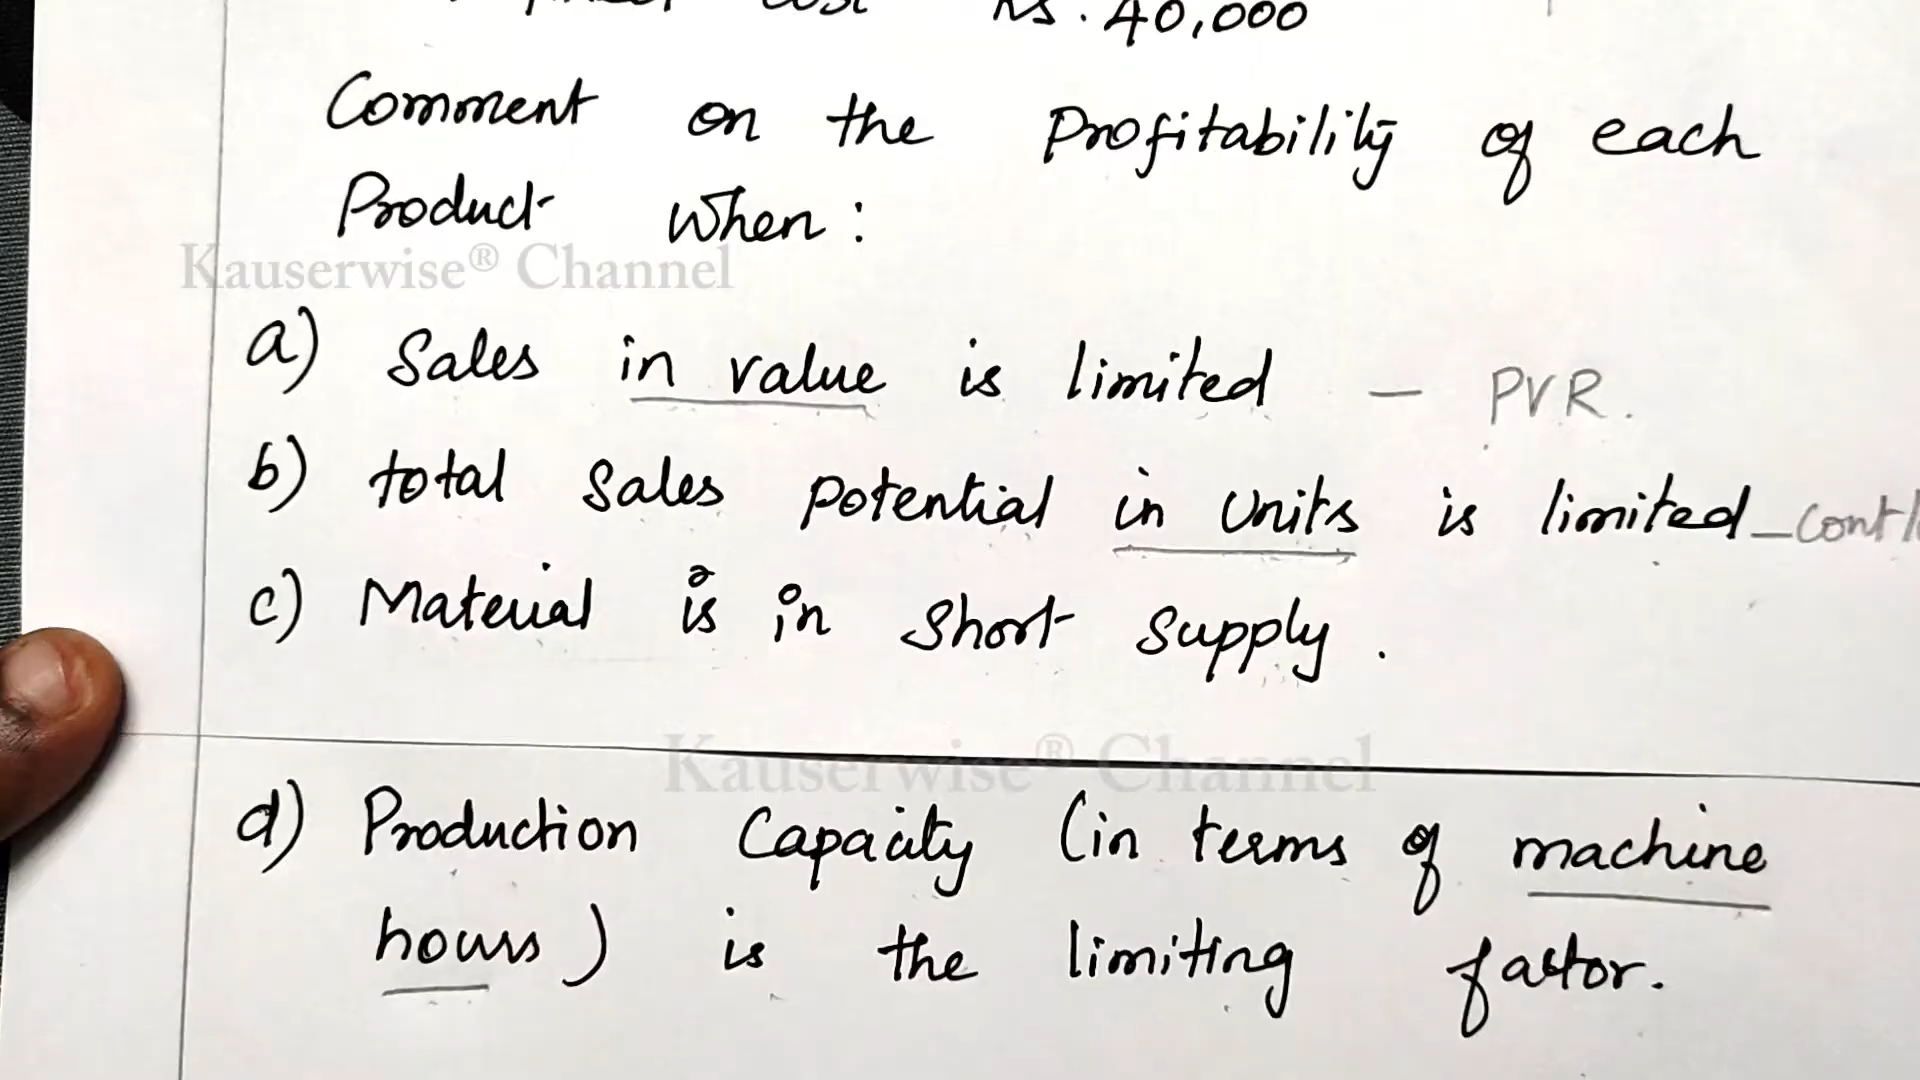 cost Rs. 40,000
Comment on the Profitability of each
Product when:
Kauserwise® Channel
a) Sales in value is limited - PVR.
b) total Sales potential in units is limited -
c) Material is in Short Supply.
Kauserwise® Channel
d) Production Capacity (in terms of machine
hours) is the limiting factor.